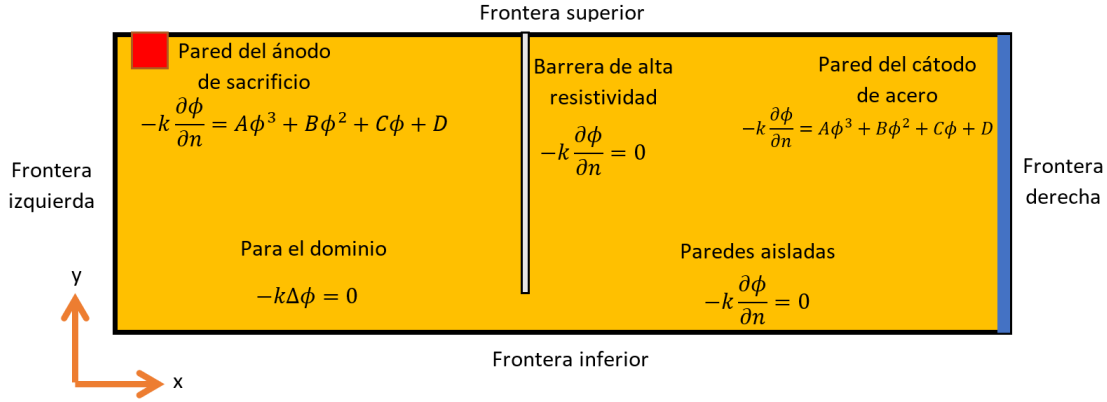 Frontera superior
Pared del ánodo
de sacrificio
−k ∂ϕ/∂n = Aϕ³ + Bϕ² + Cϕ + D
Barrera de alta
resistividad
−k ∂ϕ/∂n = 0
Pared del cátodo
de acero
−k ∂ϕ/∂n = Aϕ³ + Bϕ² + Cϕ + D
Frontera
izquierda
Frontera
derecha
Para el dominio
−kΔϕ = 0
Paredes aisladas
−k ∂ϕ/∂n = 0
y
x
Frontera inferior